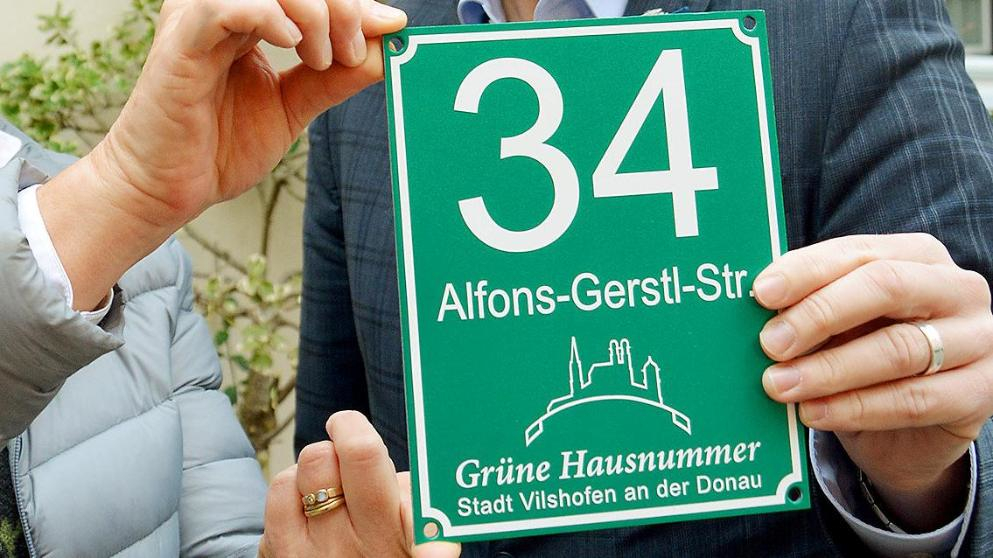 34
Alfons-Gerstl-Str.
Grüne Hausnummer
Stadt Vilshofen an der Donau